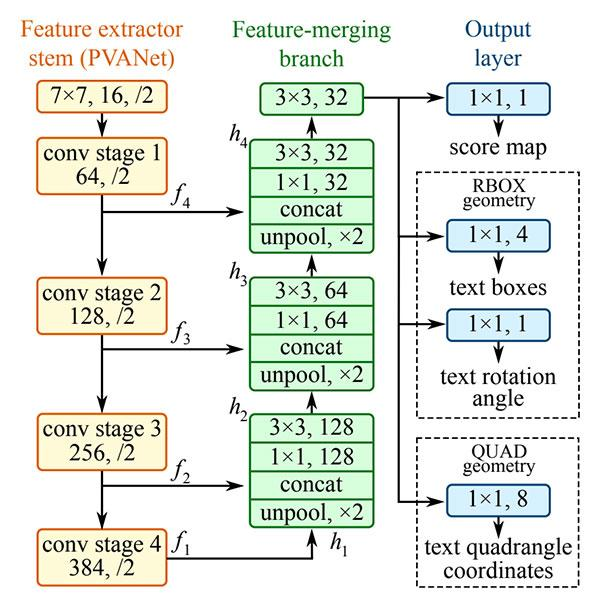 Feature extractor
stem (PVANet)
7×7, 16, /2
conv stage 1
64, /2
f4
conv stage 2
128, /2
f3
conv stage 3
256, /2
f2
conv stage 4
384, /2
f1
Feature-merging
branch
3×3, 32
h4
3×3, 32
1×1, 32
concat
unpool, ×2
h3
3×3, 64
1×1, 64
concat
unpool, ×2
h2
3×3, 128
1×1, 128
concat
unpool, ×2
h1
Output
layer
1×1, 1
score map
RBOX
geometry
1×1, 4
text boxes
1×1, 1
text rotation
angle
QUAD
geometry
1×1, 8
text quadrangle
coordinates